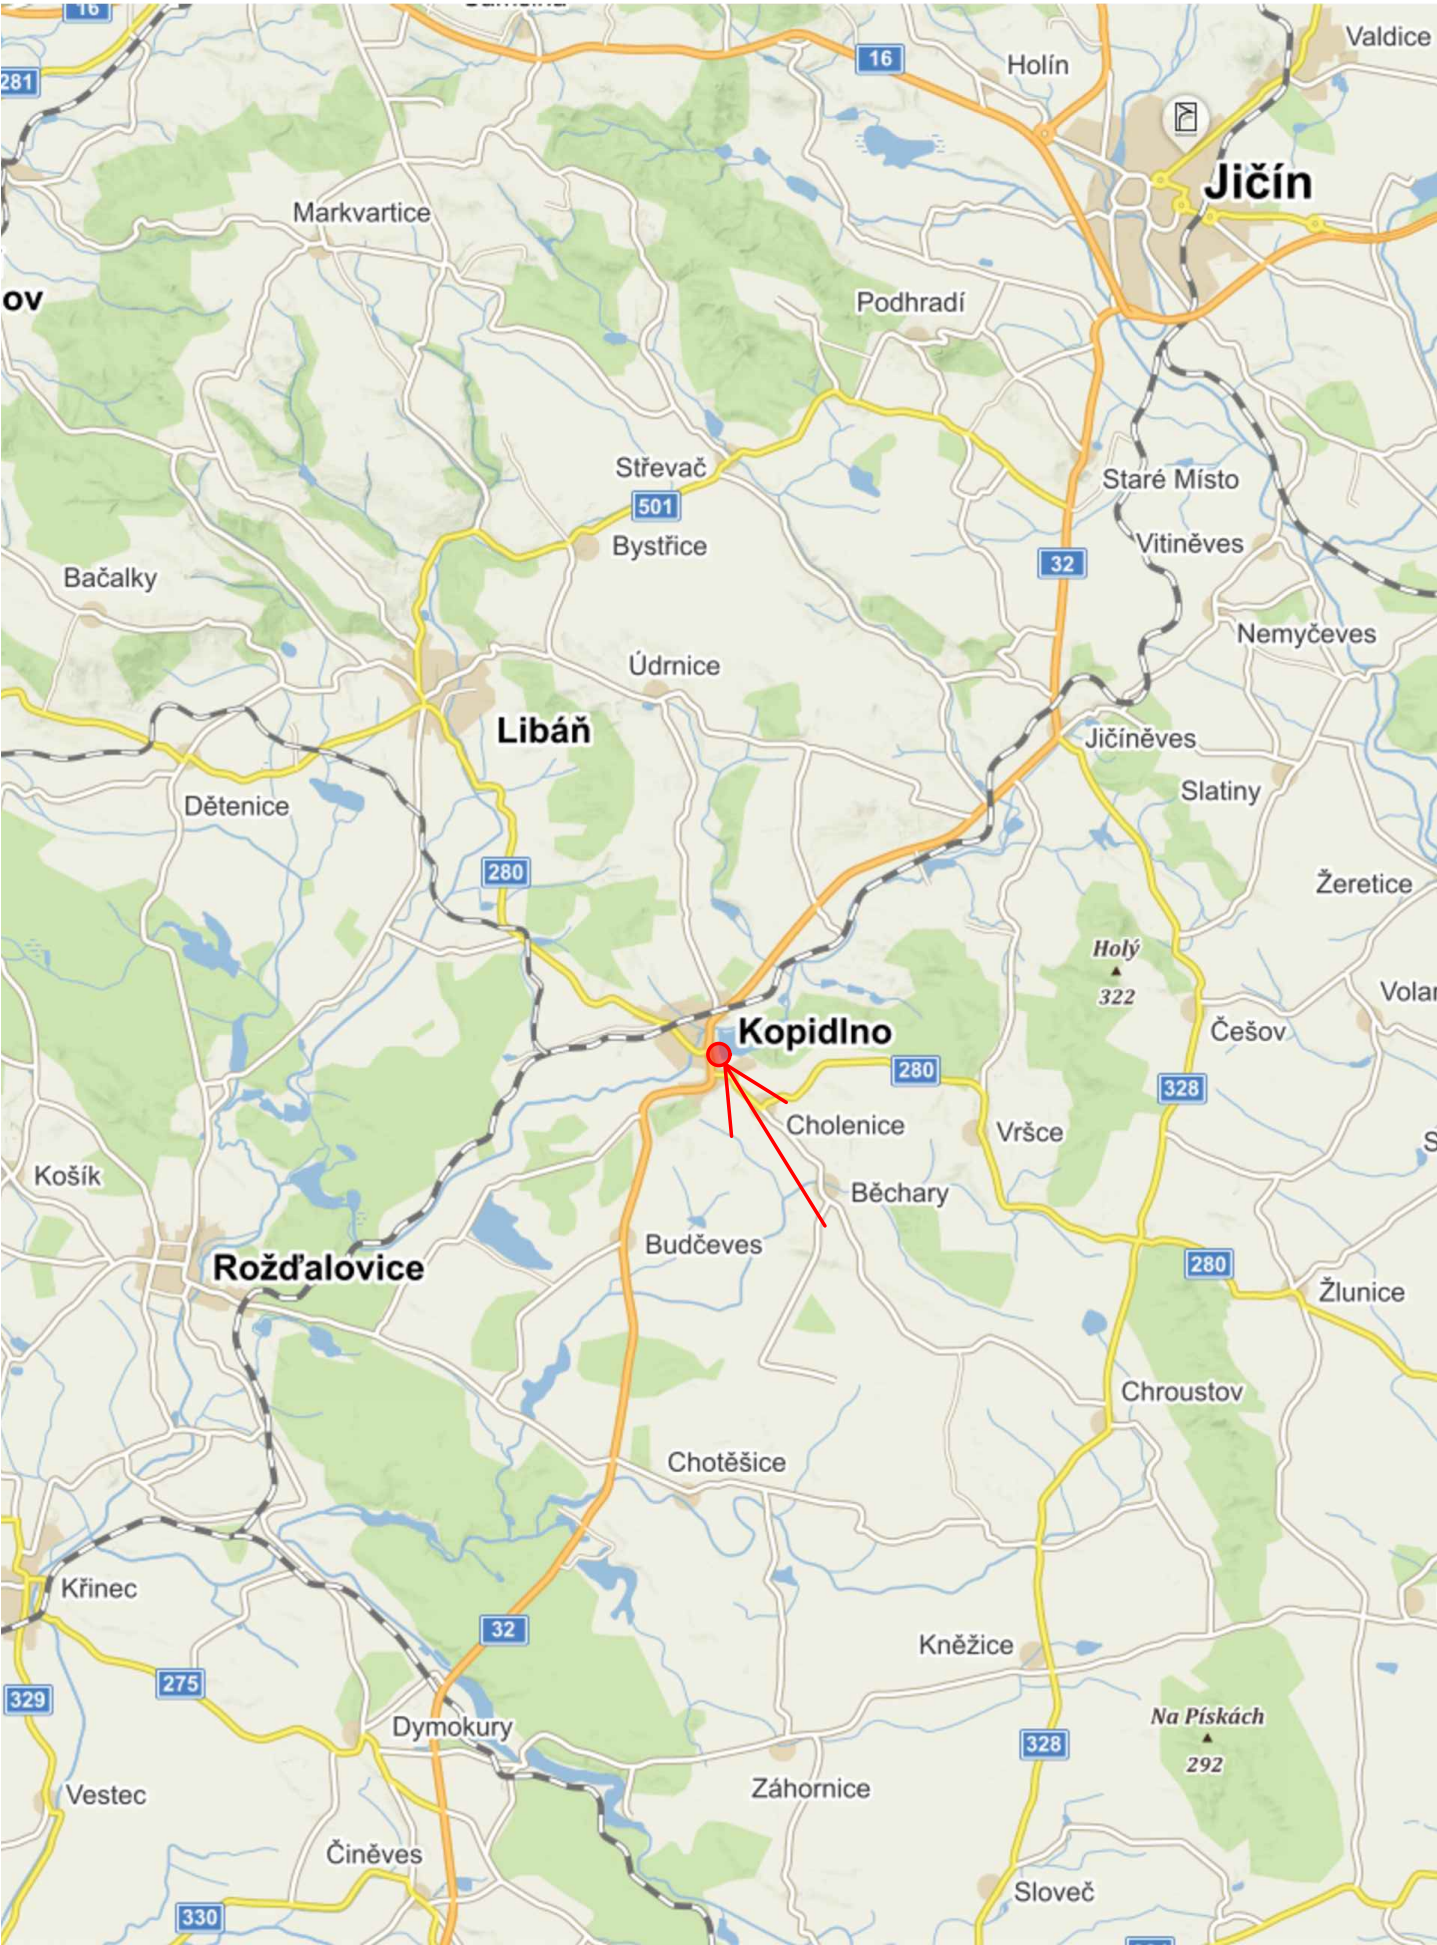 16
281
16
Holín
Valdice
Jičín
Markvartice
ov
Podhradí
Střevač
501
Staré Místo
Bystřice
32
Vitiněves
Bačalky
Nemyčeves
Údrnice
Libáň
Jičíněves
Dětenice
Slatiny
280
Žeretice
Holý
322
Volar
Kopidlno
Češov
280
328
Cholenice
Vršce
Košík
Běchary
Budčeves
Rožďalovice
280
Žlunice
Chroustov
Chotěšice
Křinec
32
Kněžice
275
329
Na Pískách
292
Dymokury
328
Vestec
Záhornice
Činěves
Sloveč
330